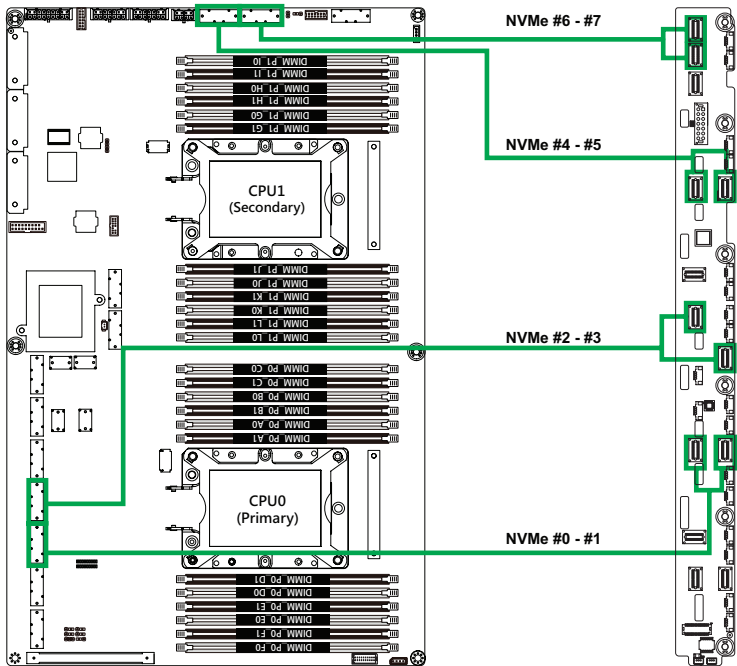 NVMe #6 - #7
DIMM_P1_I0
DIMM_P1_I1
DIMM_P1_H0
DIMM_P1_H1
DIMM_P1_G0
DIMM_P1_G1
NVMe #4 - #5
CPU1
(Secondary)
DIMM_P1_J1
DIMM_P1_J0
DIMM_P1_K1
DIMM_P1_K0
DIMM_P1_L1
DIMM_P1_L0
NVMe #2 - #3
DIMM_P0_C0
DIMM_P0_C1
DIMM_P0_B0
DIMM_P0_B1
DIMM_P0_A0
DIMM_P0_A1
CPU0
(Primary)
NVMe #0 - #1
DIMM_P0_D1
DIMM_P0_D0
DIMM_P0_E1
DIMM_P0_E0
DIMM_P0_F1
DIMM_P0_F0